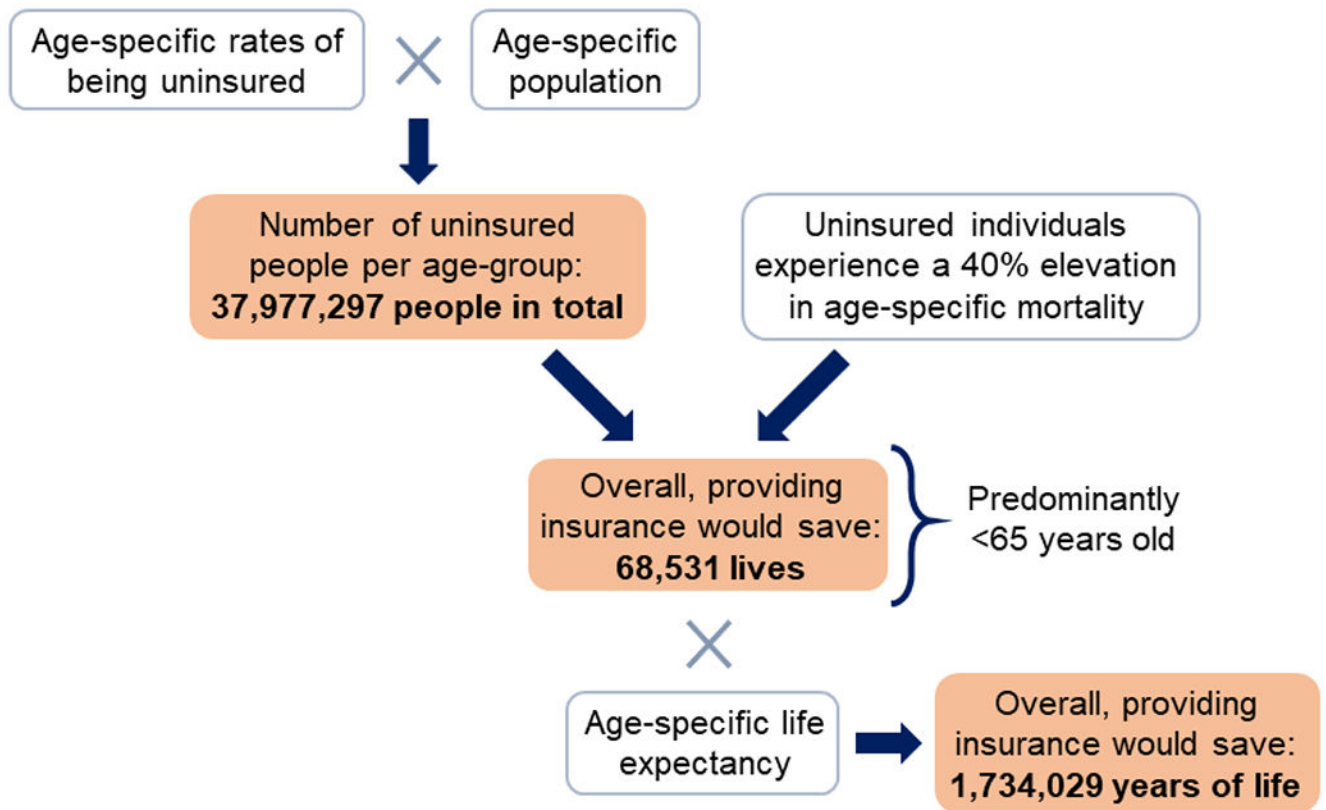 Age-specific rates of
being uninsured
Age-specific
population
Number of uninsured
people per age-group:
37,977,297 people in total
Uninsured individuals
experience a 40% elevation
in age-specific mortality
Overall, providing
insurance would save:
68,531 lives
Predominantly
<65 years old
Age-specific life
expectancy
Overall, providing
insurance would save:
1,734,029 years of life